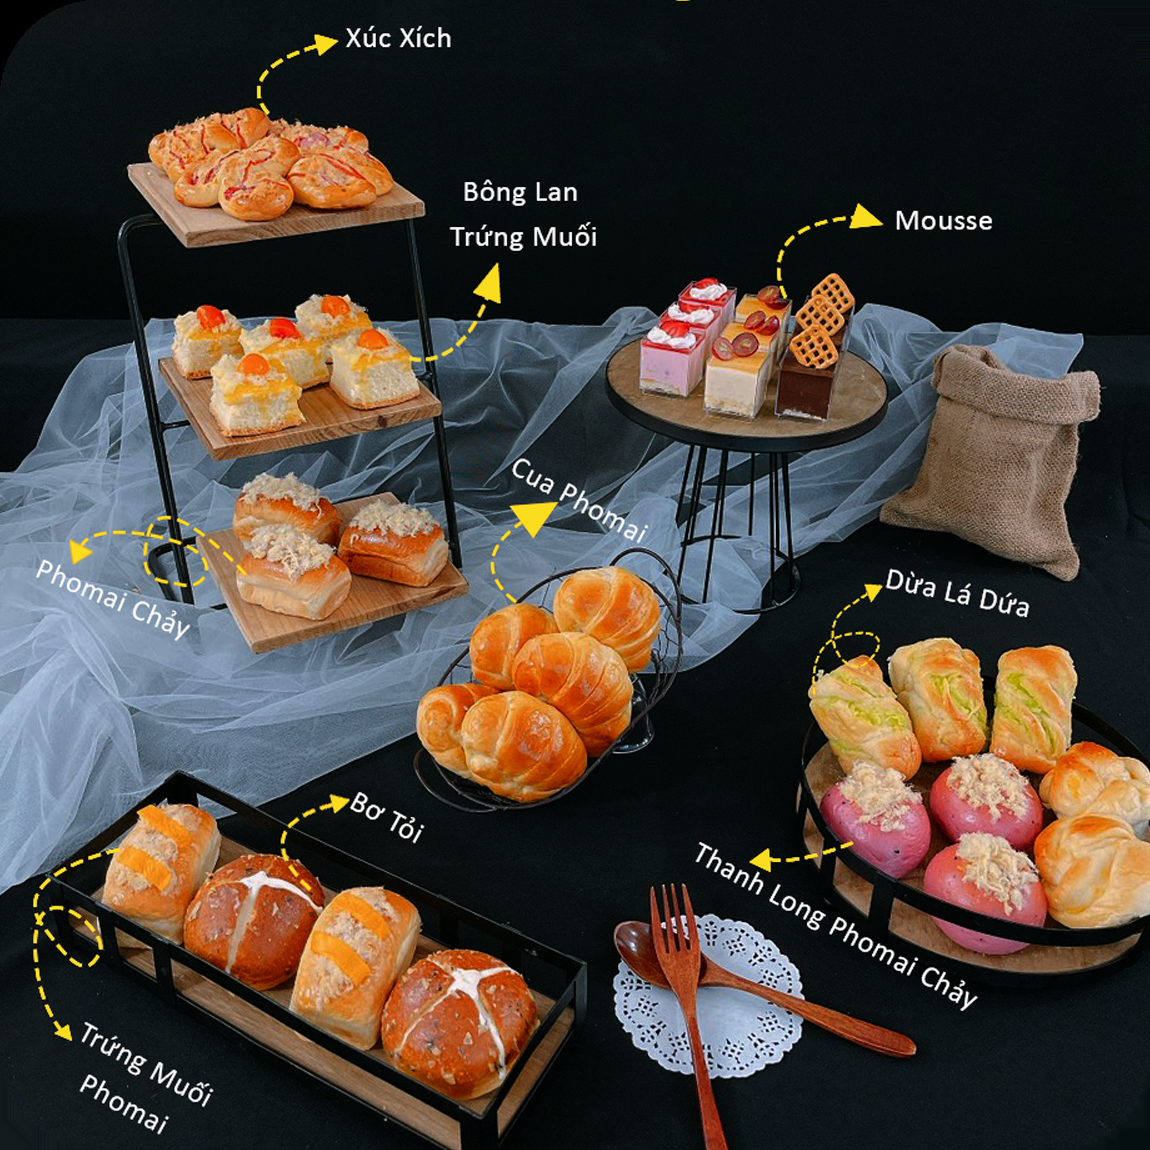 Xúc Xích
Bông Lan
Trứng Muối
Mousse
Cua Phomai
Phomai Chảy
Dừa Lá Dứa
Bơ Tỏi
Thanh Long Phomai Chảy
Trứng Muối
Phomai